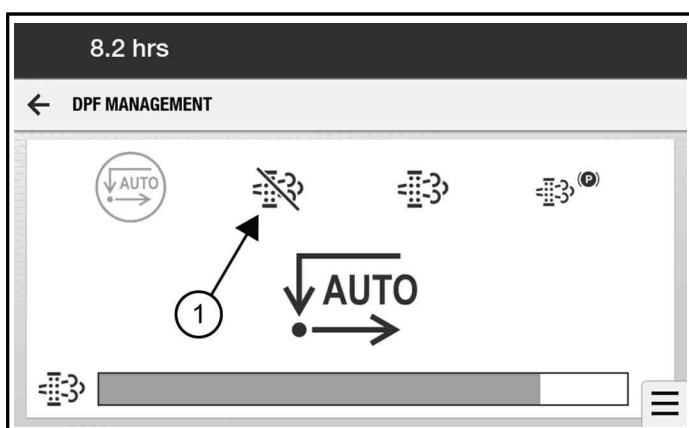 8.2 hrs
DPF MANAGEMENT
AUTO
(P)
AUTO
1